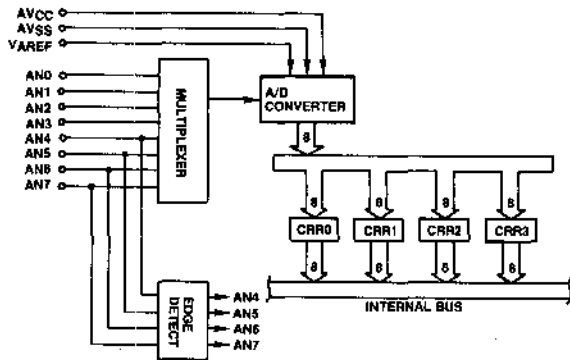 AVCC
AVSS
VAREF
AN0
AN1
AN2
AN3
AN4
AN5
AN6
AN7
MULTIPLEXER
A/D
CONVERTER
8
8
8
8
8
CRR0
CRR1
CRR2
CRR3
8
8
8
8
INTERNAL BUS
EDGE
DETECT
AN4
AN5
AN6
AN7